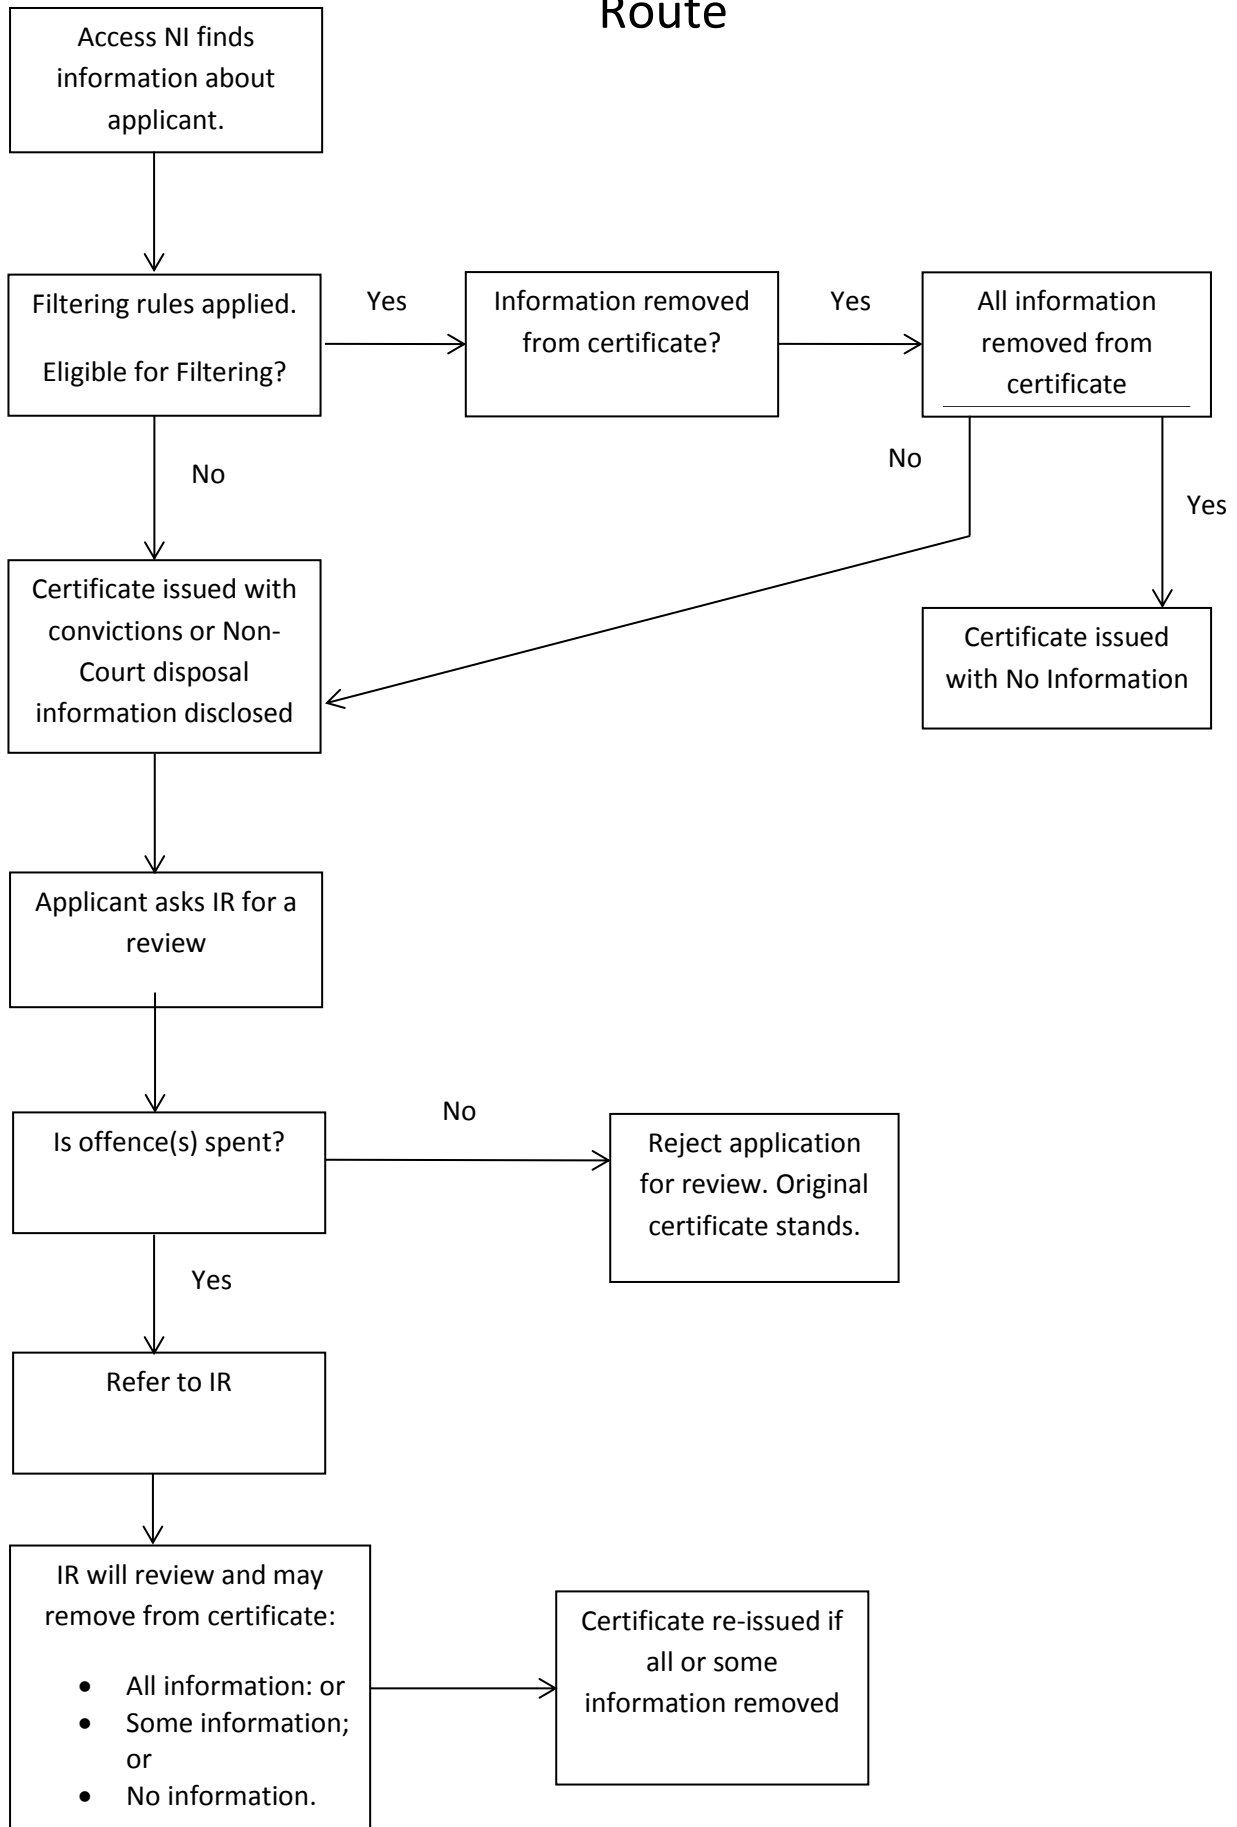 Route
Access NI finds
information about
applicant.
Filtering rules applied.
Eligible for Filtering?
Yes
Information removed
from certificate?
Yes
All information
removed from
certificate
No
No
Yes
Certificate issued with
convictions or Non-
Court disposal
information disclosed
Certificate issued
with No Information
Applicant asks IR for a
review
Is offence(s) spent?
No
Reject application
for review. Original
certificate stands.
Yes
Refer to IR
IR will review and may
remove from certificate:
• All information: or
• Some information;
or
• No information.
Certificate re-issued if
all or some
information removed